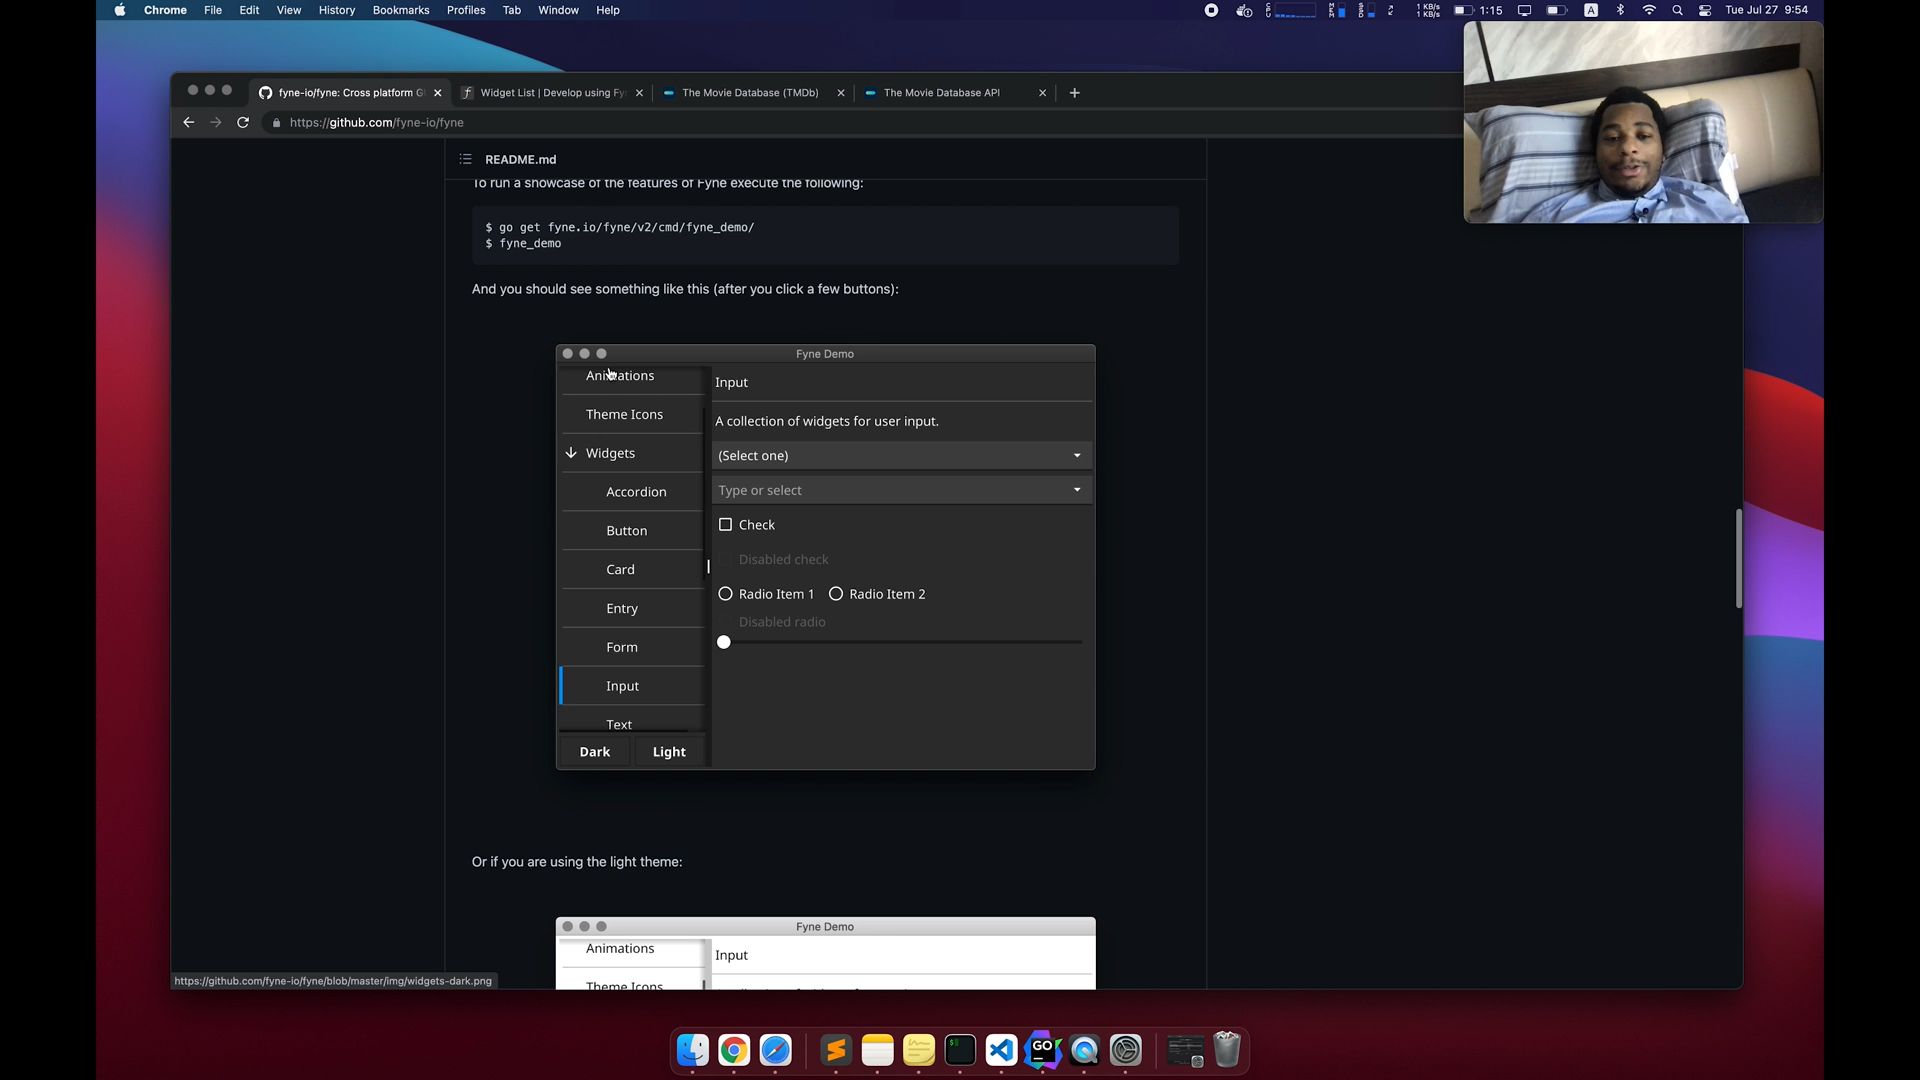 Chrome File Edit View History Bookmarks Profiles Tab Window Help
1 KB/s
1 KB/s
1:15
A
Tue Jul 27 9:54
fyne-io/fyne: Cross platform G
Widget List | Develop using Fy
The Movie Database (TMDb)
The Movie Database API
https://github.com/fyne-io/fyne
README.md
To run a showcase of the features of Fyne execute the following:
$ go get fyne.io/fyne/v2/cmd/fyne_demo/
$ fyne_demo
And you should see something like this (after you click a few buttons):
Fyne Demo
Animations
Theme Icons
Widgets
Accordion
Button
Card
Entry
Form
Input
Text
Dark Light
Input
A collection of widgets for user input.
(Select one)
Type or select
Check
Disabled check
Radio Item 1 Radio Item 2
Disabled radio
Or if you are using the light theme:
Fyne Demo
Animations
Theme Icons
Input
https://github.com/fyne-io/fyne/blob/master/img/widgets-dark.png
GO